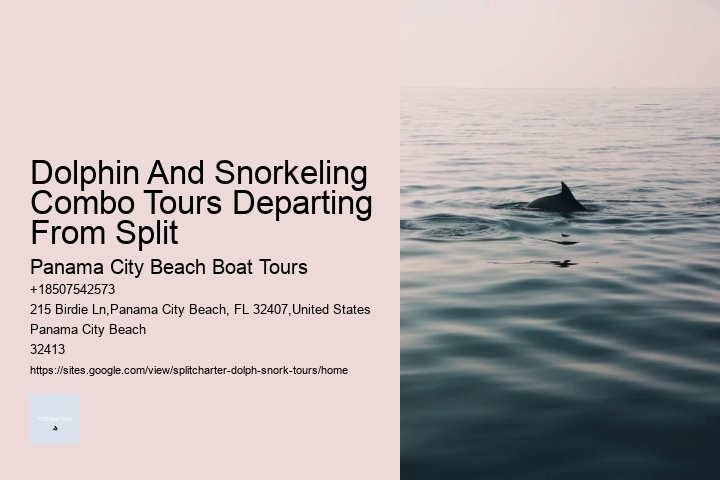 Dolphin And Snorkeling
Combo Tours Departing
From Split
Panama City Beach Boat Tours
+18507542573
215 Birdie Ln,Panama City Beach, FL 32407,United States
Panama City Beach
32413
https://sites.google.com/view/splitcharter-dolph-snork-tours/home